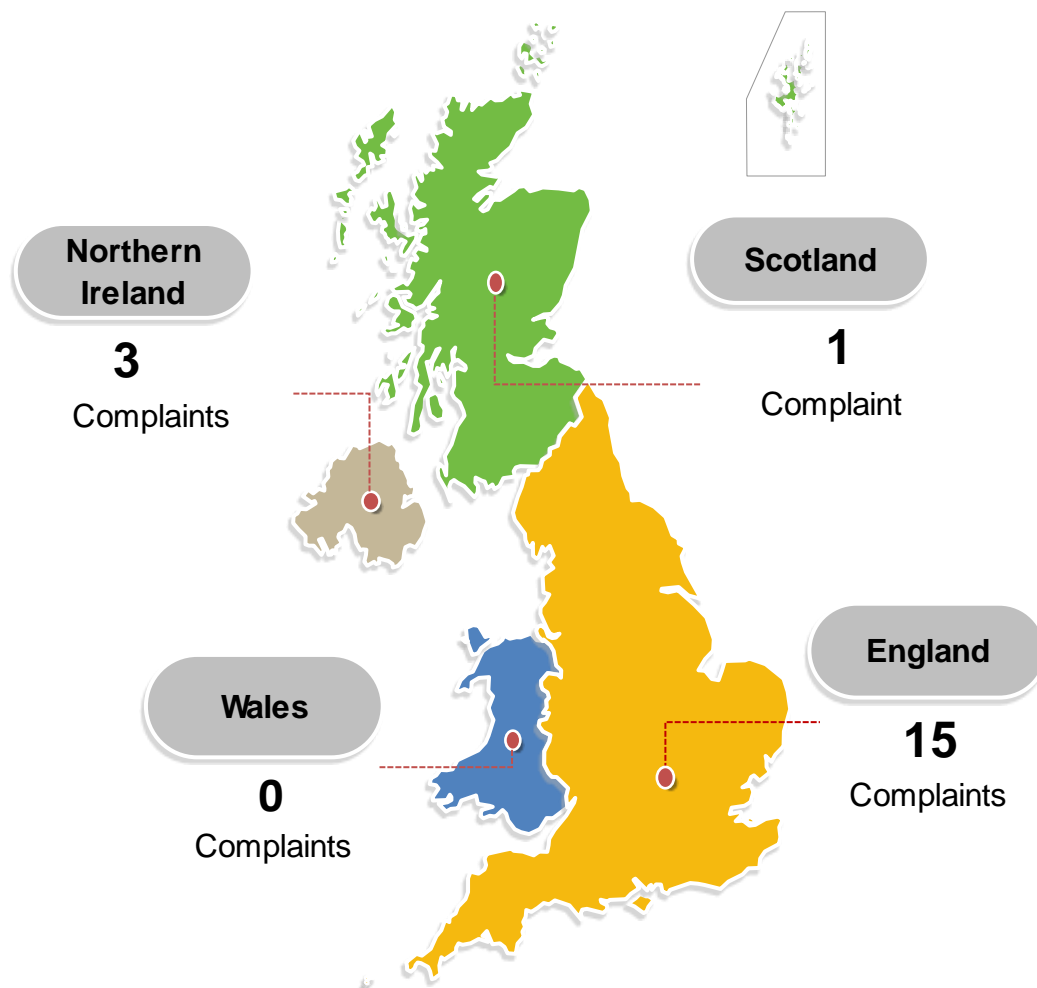 Northern
Ireland
3
Complaints
Scotland
1
Complaint
Wales
0
Complaints
England
15
Complaints